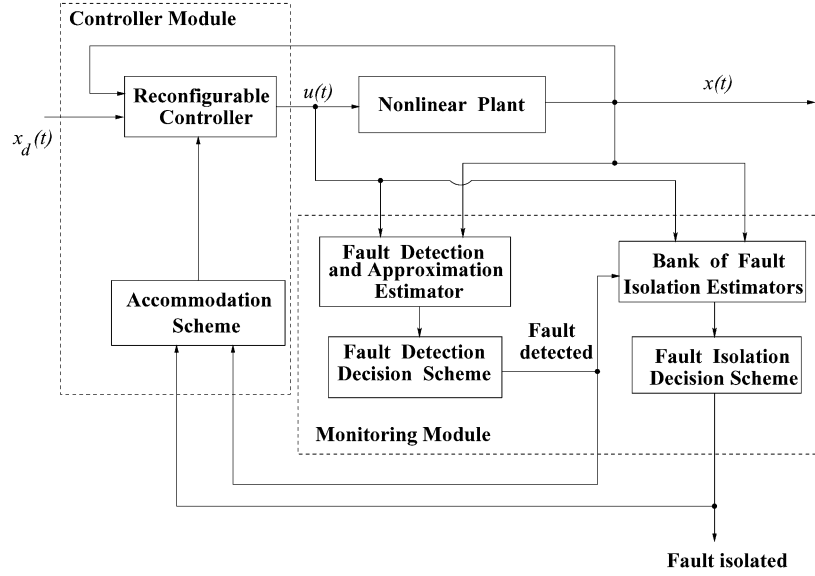 Controller Module
Reconfigurable
Controller
u(t)
Nonlinear Plant
x(t)
x_d(t)
Fault Detection
and Approximation
Estimator
Bank of Fault
Isolation Estimators
Accommodation
Scheme
Fault Detection
Decision Scheme
Fault
detected
Fault Isolation
Decision Scheme
Monitoring Module
Fault isolated